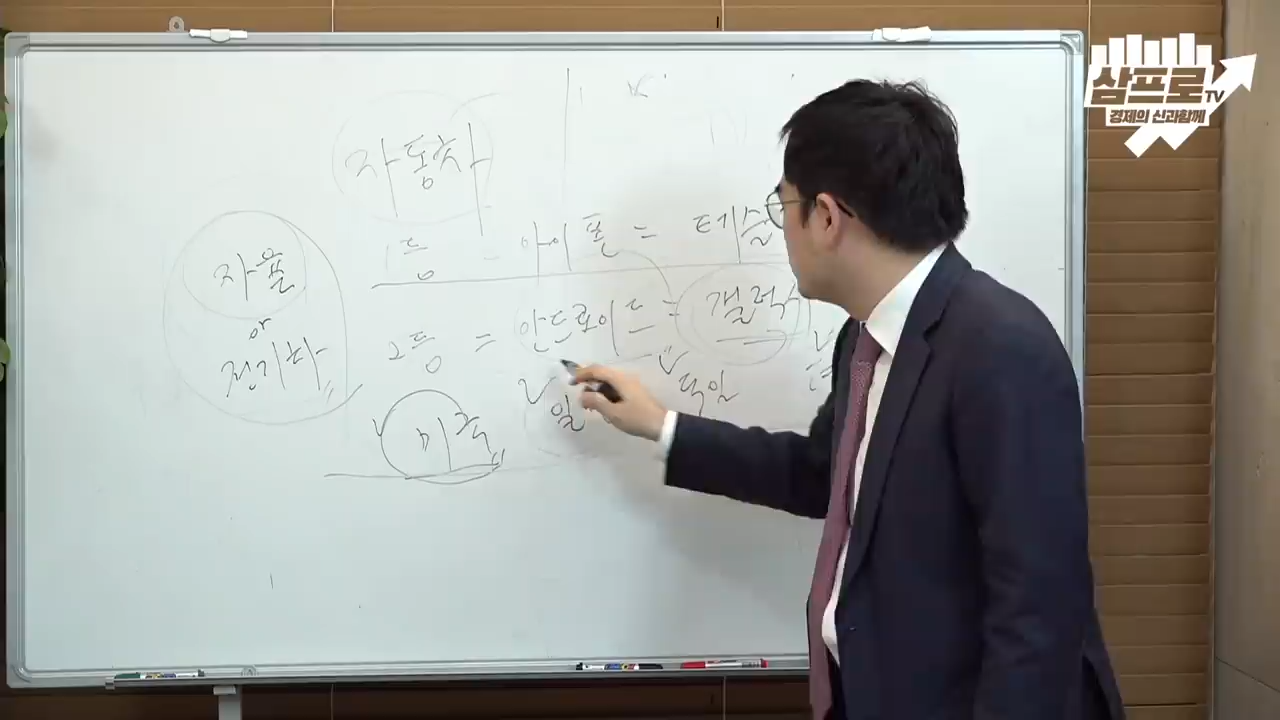 삼프로TV
경제의 신과함께
자동차
1등 = 아이폰 = 테슬
자율
or
전기차
2등 = 안드로이드 = 갤럭시
미국
일
독일